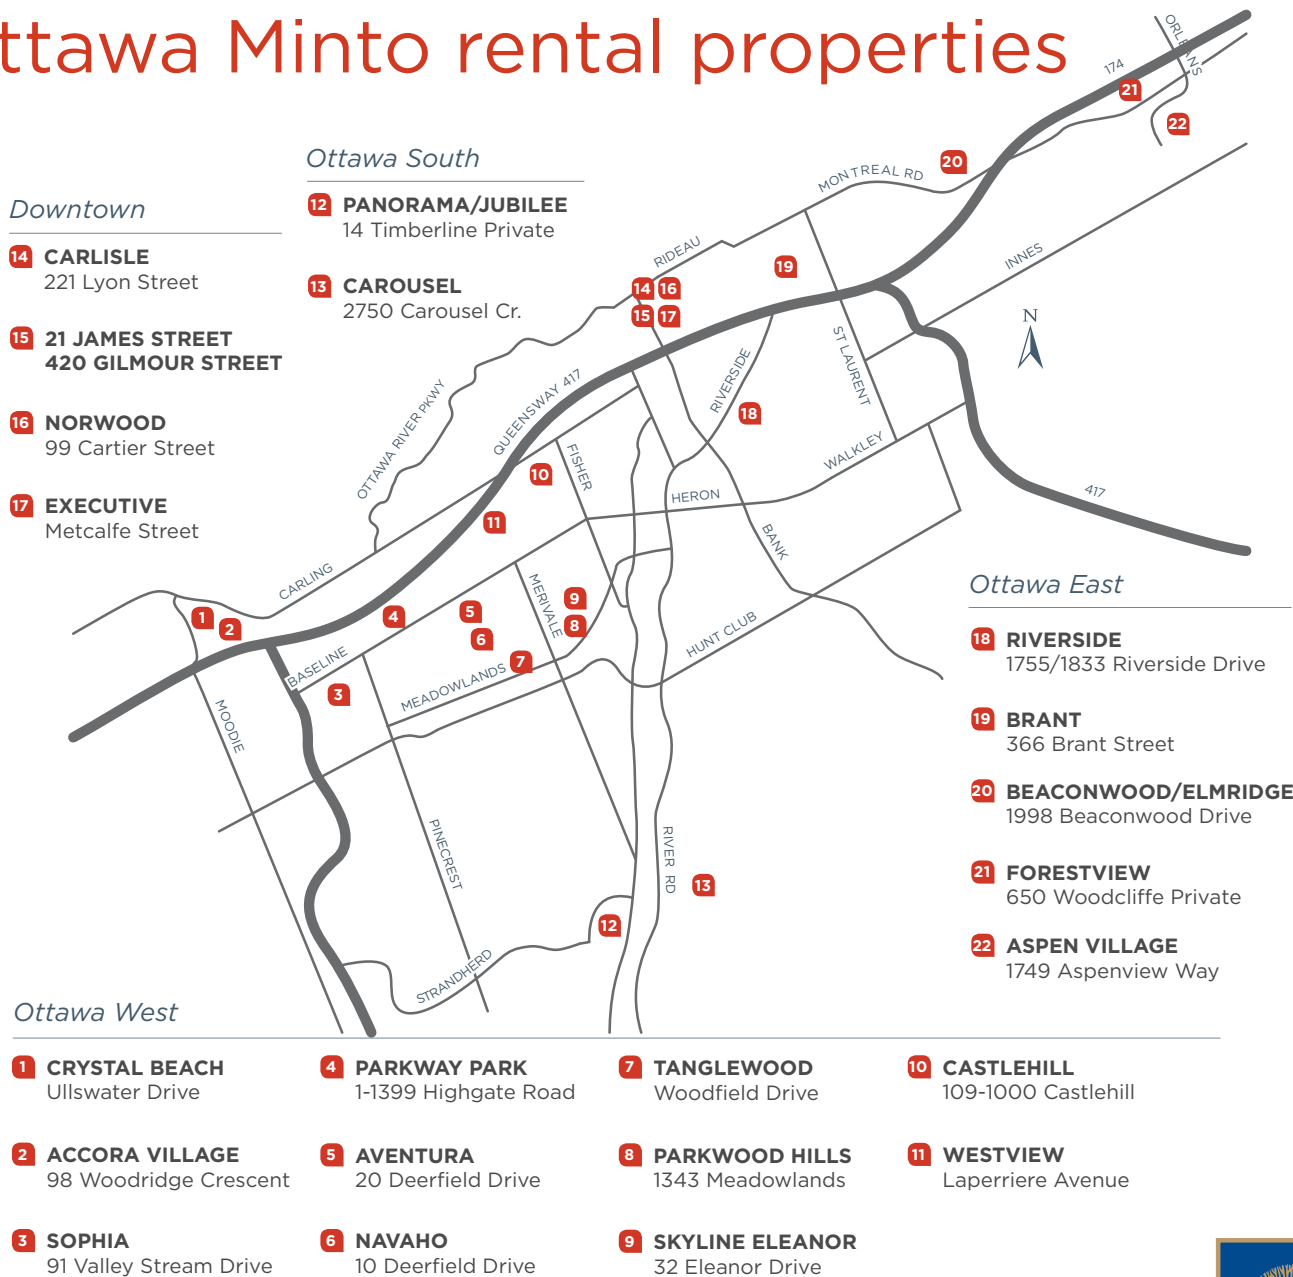 ttawa Minto rental properties
Downtown
14 CARLISLE
221 Lyon Street
15 21 JAMES STREET
420 GILMOUR STREET
16 NORWOOD
99 Cartier Street
17 EXECUTIVE
Metcalfe Street
Ottawa South
12 PANORAMA/JUBILEE
14 Timberline Private
13 CAROUSEL
2750 Carousel Cr.
ORLEANS
174
21
22
20
MONTREAL RD
RIDEAU
19
INNES
14 16
15 17
N
ST LAURENT
RIVERSIDE
QUEENSWAY 417
OTTAWA RIVER PKWY
18
FISHER
10
WALKLEY
HERON
417
11
BANK
CARLING
MERIVALE
9
8
5
6
4
1
2
HUNT CLUB
BASELINE
7
MEADOWLANDS
3
MOODIE
PINECREST
RIVER RD
13
12
STRANDHERD
Ottawa East
18 RIVERSIDE
1755/1833 Riverside Drive
19 BRANT
366 Brant Street
20 BEACONWOOD/ELMRIDGE
1998 Beaconwood Drive
21 FORESTVIEW
650 Woodcliffe Private
22 ASPEN VILLAGE
1749 Aspenview Way
Ottawa West
1 CRYSTAL BEACH
Ullswater Drive
2 ACCORA VILLAGE
98 Woodridge Crescent
3 SOPHIA
91 Valley Stream Drive
4 PARKWAY PARK
1-1399 Highgate Road
5 AVENTURA
20 Deerfield Drive
6 NAVAHO
10 Deerfield Drive
7 TANGLEWOOD
Woodfield Drive
8 PARKWOOD HILLS
1343 Meadowlands
9 SKYLINE ELEANOR
32 Eleanor Drive
10 CASTLEHILL
109-1000 Castlehill
11 WESTVIEW
Laperriere Avenue